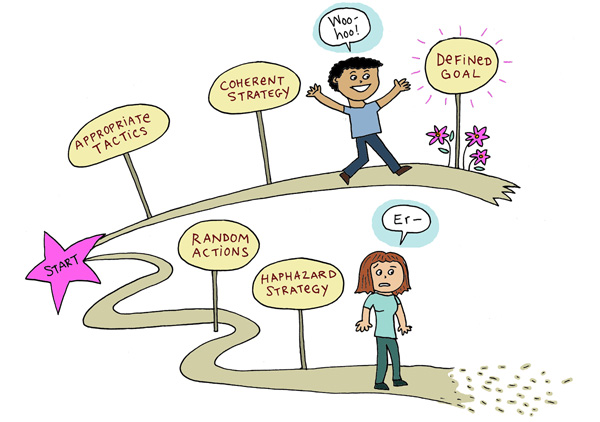 Woo-
hoo!
DEFINED
GOAL
COHERENT
STRATEGY
APPROPRIATE
TACTICS
START
Er-
RANDOM
ACTIONS
HAPHAZARD
STRATEGY